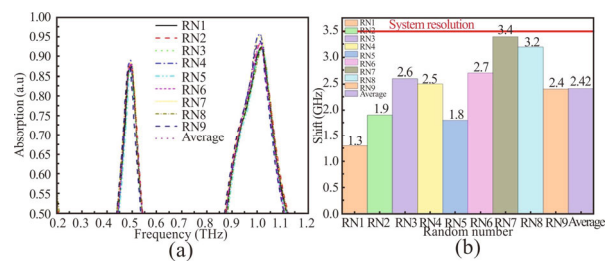 1.00
0.95
0.90
0.85
0.80
0.75
0.70
0.65
0.60
0.55
0.50
Absorption (a.u)
RN1
RN2
RN3
RN4
RN5
RN6
RN7
RN8
RN9
Average
0.2 0.3 0.4 0.5 0.6 0.7 0.8 0.9 1.0 1.1 1.2
Frequency (THz)
(a)
System resolution
3.5
3.0
2.5
2.0
1.5
1.0
0.5
0.0
Shift (GHz)
RN1
RN2
RN3
RN4
RN5
RN6
RN7
RN8
RN9
Average
1.3 1.9 2.6 2.5 1.8 2.7 3.4 3.2 2.4 2.42
RN1 RN2 RN3 RN4 RN5 RN6 RN7 RN8 RN9 Average
Random number
(b)